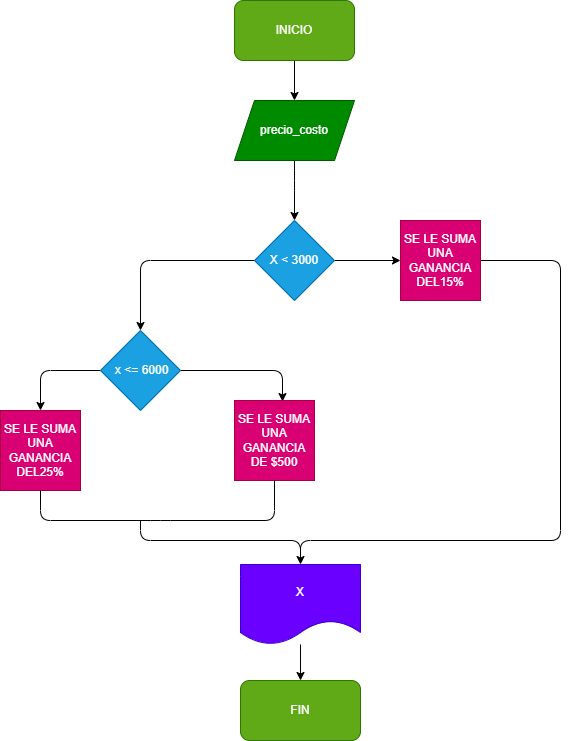 INICIO
precio_costo
X < 3000
SE LE SUMA
UNA
GANANCIA
DEL15%
x <= 6000
SE LE SUMA
UNA
GANANCIA
DEL25%
SE LE SUMA
UNA
GANANCIA
DE $500
X
FIN